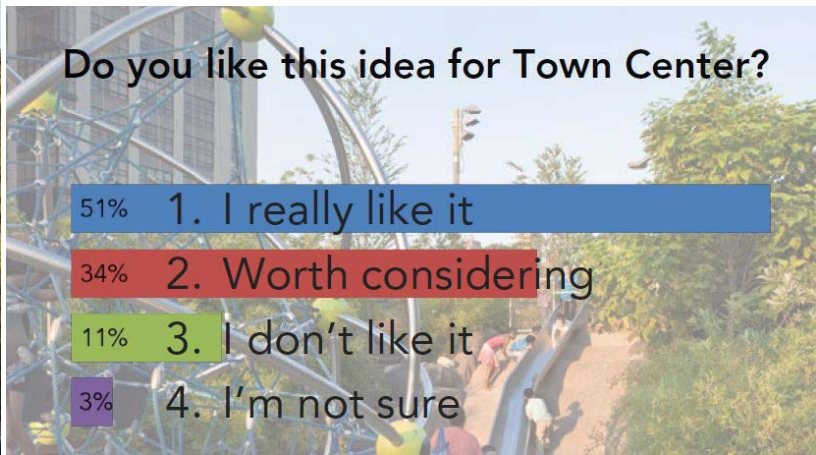 Do you like this idea for Town Center?
51% 1. I really like it
34% 2. Worth considering
11% 3. I don't like it
3% 4. I'm not sure